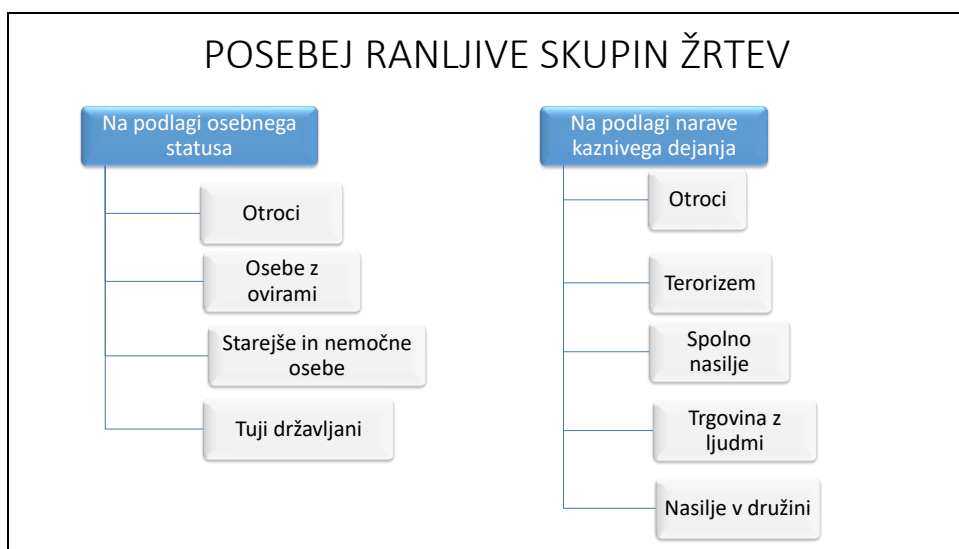 POSEBEJ RANLJIVE SKUPIN ŽRTEV
Na podlagi osebnega
statusa
Otroci
Osebe z
ovirami
Starejše in nemočne
osebe
Tuji državljani
Na podlagi narave
kaznivega dejanja
Otroci
Terorizem
Spolno
nasilje
Trgovina z
ljudmi
Nasilje v družini